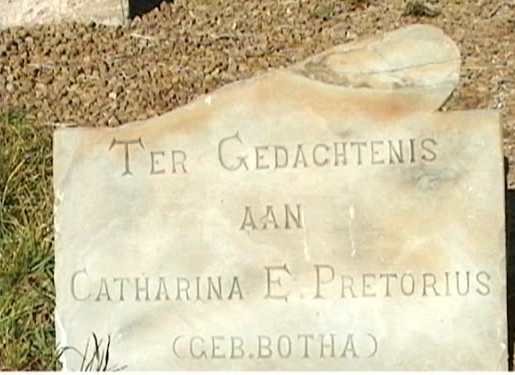 TER GEDACHTENIS
AAN
CATHARINA E. PRETORIUS
(GEB. BOTHA)